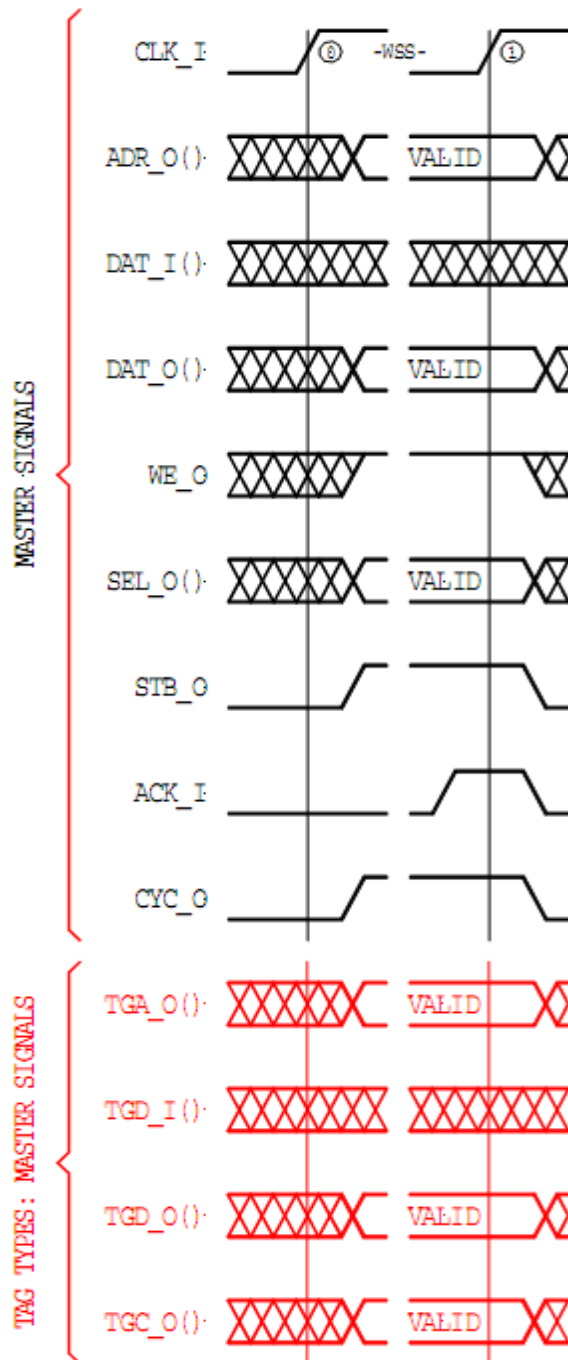 MASTER SIGNALS
CLK_I
0 -WSS- 1
ADR_O()
VALID
DAT_I()
DAT_O()
VALID
WE_O
SEL_O()
VALID
STB_O
ACK_I
CYC_O
TAG TYPES: MASTER SIGNALS
TGA_O()
VALID
TGD_I()
TGD_O()
VALID
TGC_O()
VALID